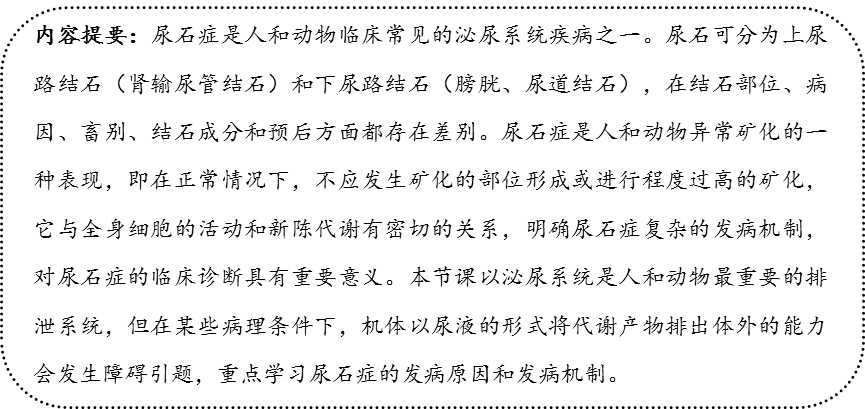 内容提要：尿石症是人和动物临床常见的泌尿系统疾病之一。尿石可分为上尿
路结石（肾输尿管结石）和下尿路结石（膀胱、尿道结石），在结石部位、病
因、畜别、结石成分和预后方面都存在差别。尿石症是人和动物异常矿化的一
种表现，即在正常情况下，不应发生矿化的部位形成或进行程度过高的矿化，
它与全身细胞的活动和新陈代谢有密切的关系，明确尿石症复杂的发病机制，
对尿石症的临床诊断具有重要意义。本节课以泌尿系统是人和动物最重要的排
泄系统，但在某些病理条件下，机体以尿液的形式将代谢产物排出体外的能力
会发生障碍引题，重点学习尿石症的发病原因和发病机制。